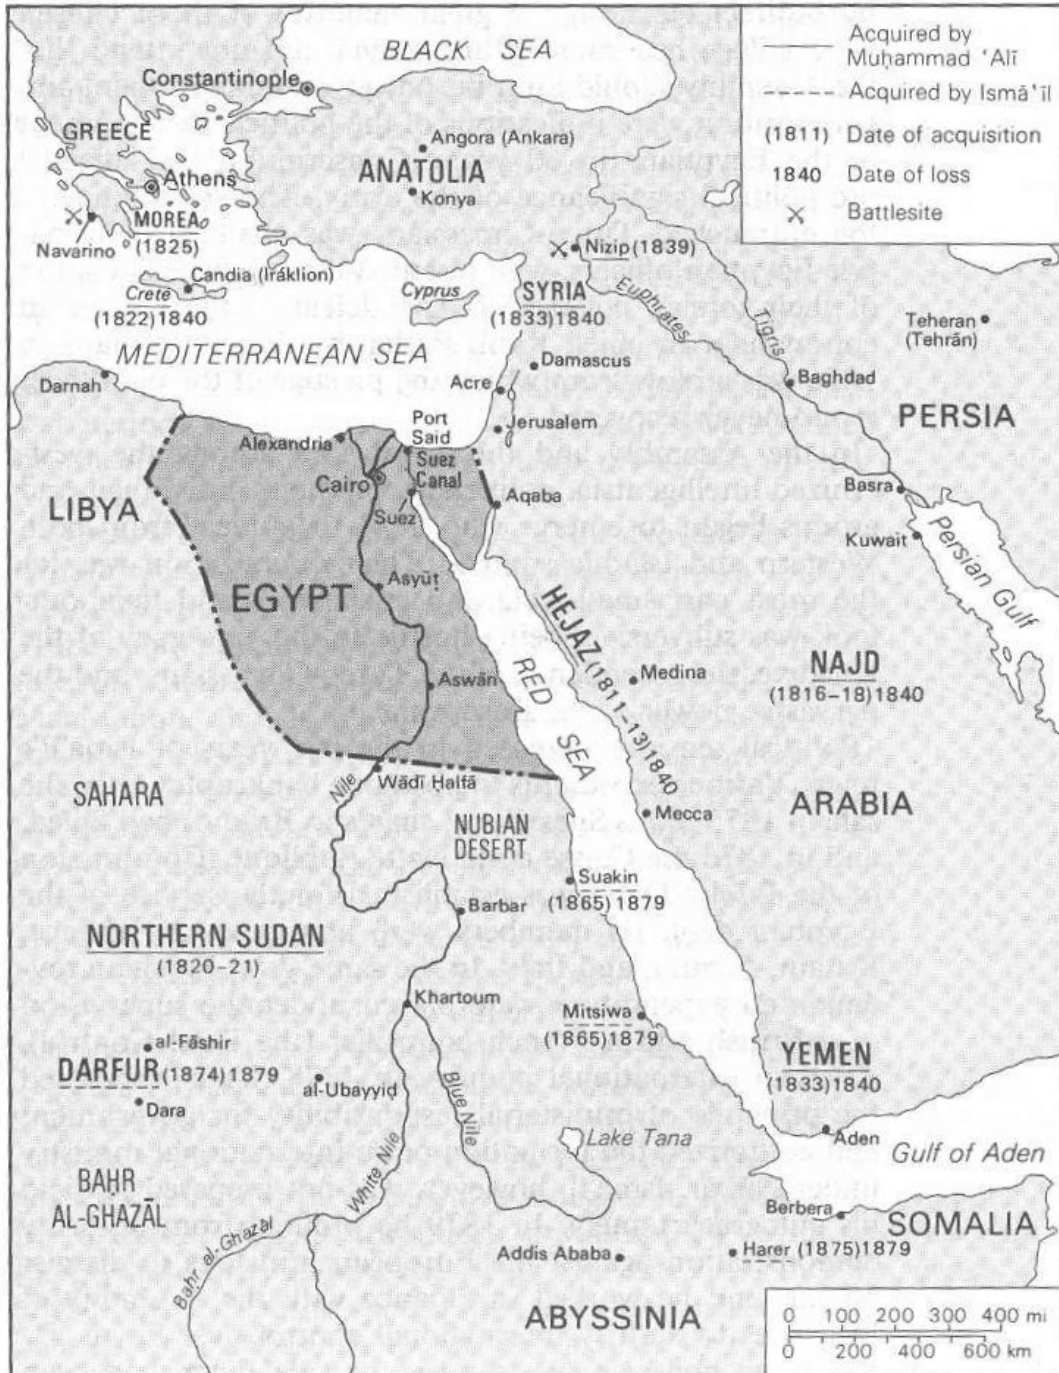 BLACK SEA
Constantinople
GREECE
Angora (Ankara)
ANATOLIA
Athens
Konya
MOREA
(1825)
Navarino
Nizip (1839)
Candia (Iráklion)
Crete
(1822) 1840
Cyprus
SYRIA
(1833) 1840
Euphrates
Tigris
Teheran
(Tehrān)
MEDITERRANEAN SEA
Damascus
Darnah
Acre
Baghdad
PERSIA
Port
Said
Jerusalem
Alexandria
Suez
Canal
Cairo
Aqaba
Basra
LIBYA
Suez
Kuwait
Persian Gulf
Asyūṭ
EGYPT
HEJAZ (1811-13) 1840
Medina
NAJD
(1816-18) 1840
Aswān
RED SEA
Nile
Wādī Ḥalfā
SAHARA
ARABIA
Mecca
NUBIAN
DESERT
Suakin
(1865) 1879
Barbar
NORTHERN SUDAN
(1820-21)
Khartoum
Mitsiwa
(1865) 1879
al-Fāshir
YEMEN
(1833) 1840
DARFUR (1874) 1879
al-Ubayyiḍ
Dara
Blue Nile
Lake Tana
Aden
Gulf of Aden
White Nile
BAḤR
AL-GHAZĀL
Berbera
SOMALIA
Baḥr al-Ghazāl
Addis Ababa
Harer (1875) 1879
ABYSSINIA
Acquired by
Muḥammad ‘Alī
Acquired by Ismā‘īl
(1811) Date of acquisition
1840 Date of loss
Battlesite
0 100 200 300 400 mi
0 200 400 600 km